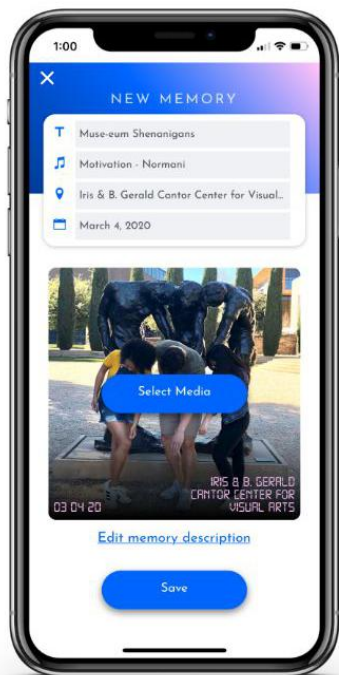 1:00
NEW MEMORY
Muse-eum Shenanigans
Motivation - Normani
Iris & B. Gerald Cantor Center for Visual...
March 4, 2020
Select Media
IRIS & B. GERALD
CANTOR CENTER FOR
03 04 20 VISUAL ARTS
Edit memory description
Save